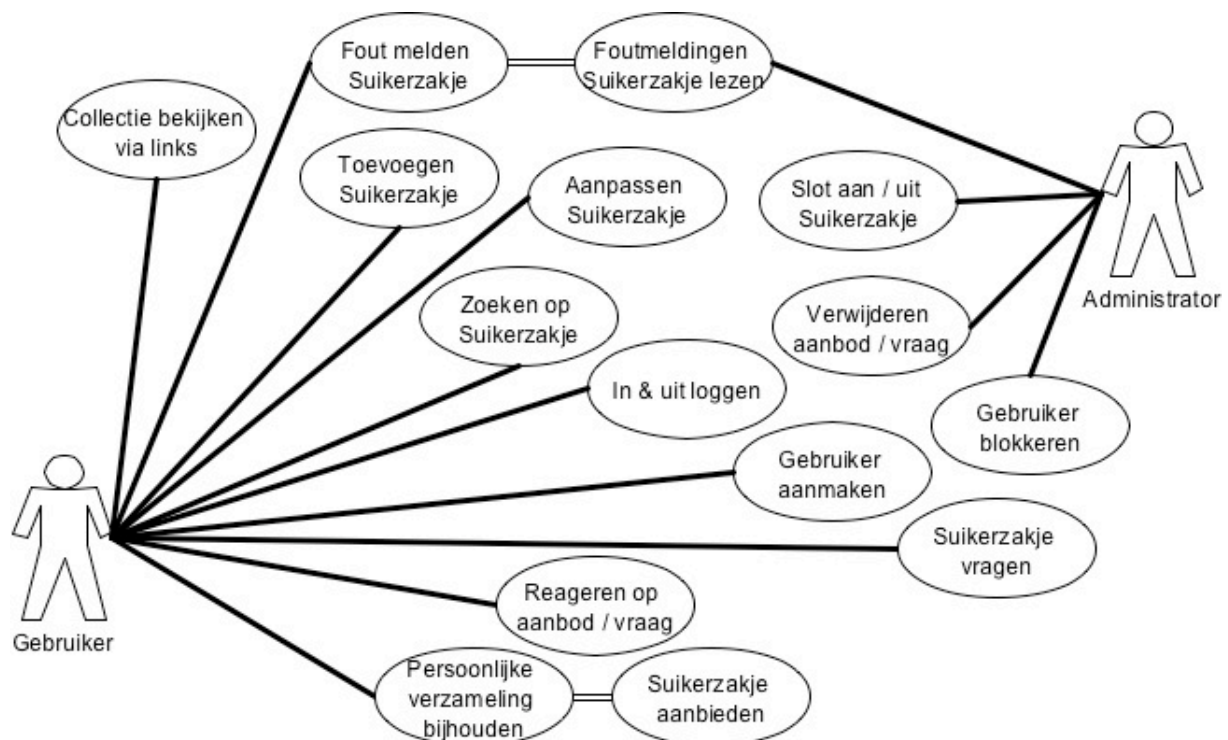 Fout melden
Suikerzakje
Foutmeldingen
Suikerzakje lezen
Collectie bekijken
via links
Toevoegen
Suikerzakje
Aanpassen
Suikerzakje
Slot aan / uit
Suikerzakje
Administrator
Zoeken op
Suikerzakje
Verwijderen
aanbod / vraag
In & uit loggen
Gebruiker
blokkeren
Gebruiker
aanmaken
Suikerzakje
vragen
Reageren op
aanbod / vraag
Gebruiker
Persoonlijke
verzameling
bijhouden
Suikerzakje
aanbieden